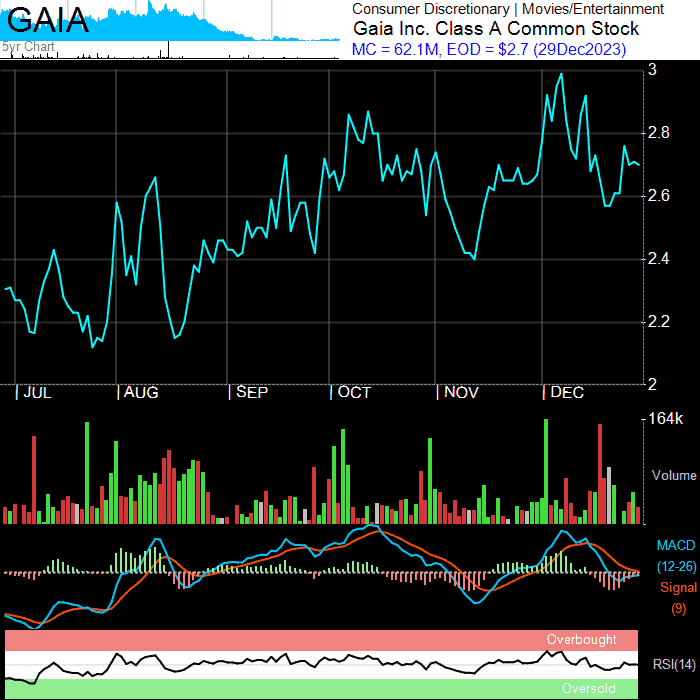 GAIA
5yr Chart
Consumer Discretionary | Movies/Entertainment
Gaia Inc. Class A Common Stock
MC = 62.1M, EOD = $2.7 (29Dec2023)
3
2.8
2.6
2.4
2.2
2
JUL AUG SEP OCT NOV DEC
164k
Volume
MACD
(12-26)
Signal
(9)
Overbought
RSI(14)
Oversold